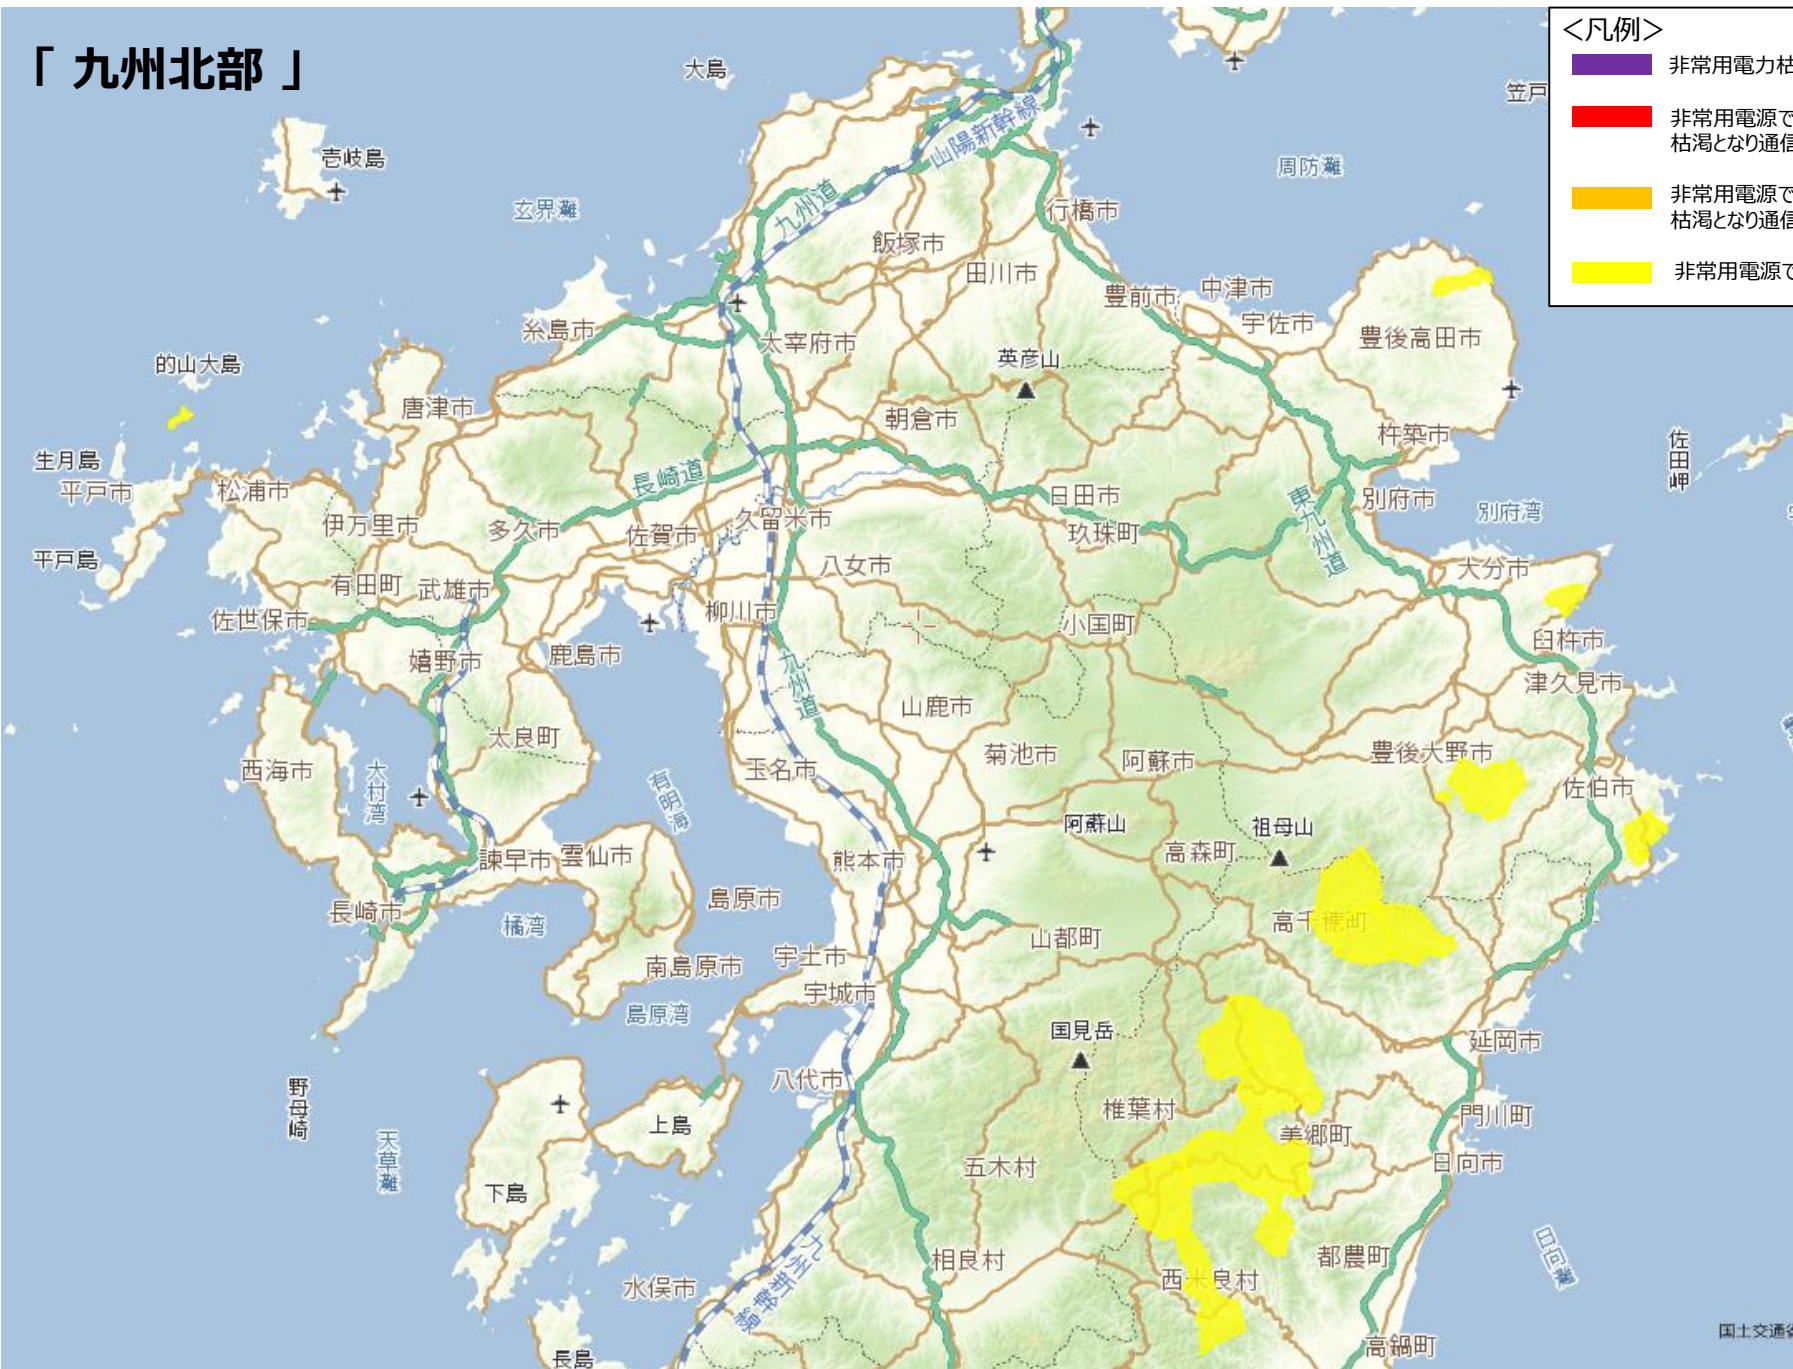 「 九州北部 」
＜凡例＞
非常用電力枯
非常用電源で
枯渇となり通信
非常用電源で
枯渇となり通信
非常用電源で
大島
笠戸
壱岐島
周防灘
玄界灘
山陽新幹線
九州道
行橋市
飯塚市
田川市
豊前市
中津市
宇佐市
豊後高田市
糸島市
太宰府市
英彦山
的山大島
唐津市
朝倉市
杵築市
佐田岬
生月島
平戸市
松浦市
長崎道
日田市
別府市
別府湾
伊万里市
多久市
佐賀市
久留米市
玖珠町
東九州道
平戸島
有田町
武雄市
八女市
大分市
佐世保市
柳川市
小国町
臼杵市
嬉野市
鹿島市
九州道
津久見市
山鹿市
太良町
菊池市
阿蘇市
豊後大野市
西海市
大村湾
有明海
玉名市
佐伯市
阿蘇山
祖母山
諫早市
雲仙市
熊本市
高森町
長崎市
橘湾
島原市
高千穂町
山都町
南島原市
宇土市
宇城市
島原湾
国見岳
延岡市
八代市
野母崎
上島
椎葉村
門川町
美郷町
天草灘
下島
五木村
日向市
相良村
都農町
日向灘
水俣市
九州新幹線
西米良村
国土交通省
長島
高鍋町